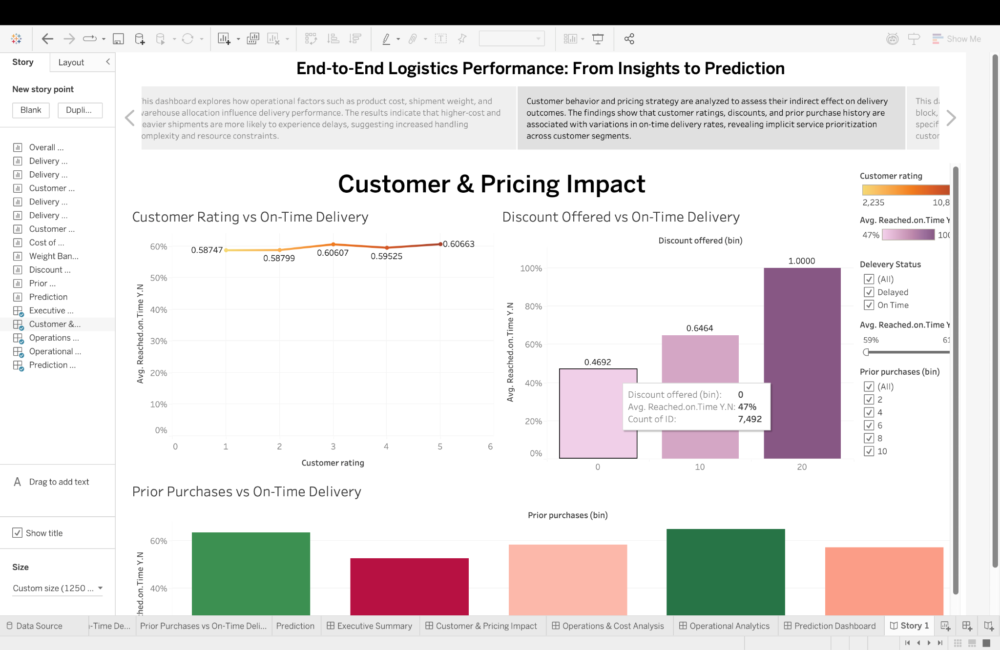 Show Me
Story
Layout
New story point
Blank
Dupli...
Overall ...
Delivery ...
Delivery ...
Customer ...
Delivery ...
Delivery ...
Customer ...
Cost of ...
Weight Ban...
Discount ...
Prior ...
Prediction
Executive ...
Customer &...
Operations ...
Operational ...
Prediction ...
A Drag to add text
Show title
Size
Custom size (1250 ...
End-to-End Logistics Performance: From Insights to Prediction
his dashboard explores how operational factors such as product cost, shipment weight, and
arehouse allocation influence delivery performance. The results indicate that higher-cost and
eavier shipments are more likely to experience delays, suggesting increased handling
omplexity and resource constraints.
Customer behavior and pricing strategy are analyzed to assess their indirect effect on delivery
outcomes. The findings show that customer ratings, discounts, and prior purchase history are
associated with variations in on-time delivery rates, revealing implicit service prioritization
across customer segments.
This da
block,
specif
custor
Customer & Pricing Impact
Customer Rating vs On-Time Delivery
60%
50%
40%
30%
20%
10%
0%
Avg. Reached.on.Time Y.N
0.58747
0.58799
0.60607
0.59525
0.60663
0 1 2 3 4 5 6
Customer rating
Discount Offered vs On-Time Delivery
Discount offered (bin)
100%
80%
60%
40%
20%
0%
Avg. Reached.on.Time Y.N
0.4692
0.6464
1.0000
Discount offered (bin): 0
Avg. Reached.on.Time Y.N: 47%
Count of ID: 7,492
0 10 20
Customer rating
2,235 10,8
Avg. Reached.on.Time Y
47% 100
Delevery Status
(All)
Delayed
On Time
Avg. Reached.on.Time Y
59% 61
Prior purchases (bin)
(All)
2
4
6
8
10
Prior Purchases vs On-Time Delivery
Prior purchases (bin)
60%
40%
ched.on.Time Y.N
Data Source
-Time De...
Prior Purchases vs On-Time Deli...
Prediction
Executive Summary
Customer & Pricing Impact
Operations & Cost Analysis
Operational Analytics
Prediction Dashboard
Story 1